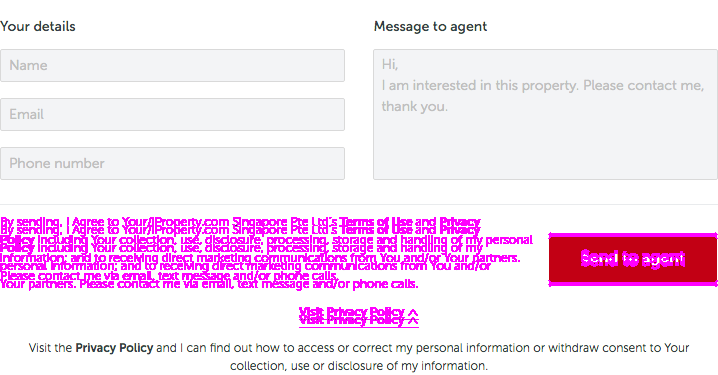 Your details
Message to agent
Name
Hi,
I am interested in this property. Please contact me,
thank you.
Email
Phone number
By sending, I Agree to Your/iProperty.com Singapore Pte Ltd's Terms of Use and Privacy
Policy including Your collection, use, disclosure, processing, storage and handling of my personal
information; and to receiving direct marketing communications from You and/or Your partners.
Please contact me via email, text message and/or phone calls.
Send to agent
Visit Privacy Policy
Visit the Privacy Policy and I can find out how to access or correct my personal information or withdraw consent to Your
collection, use or disclosure of my information.